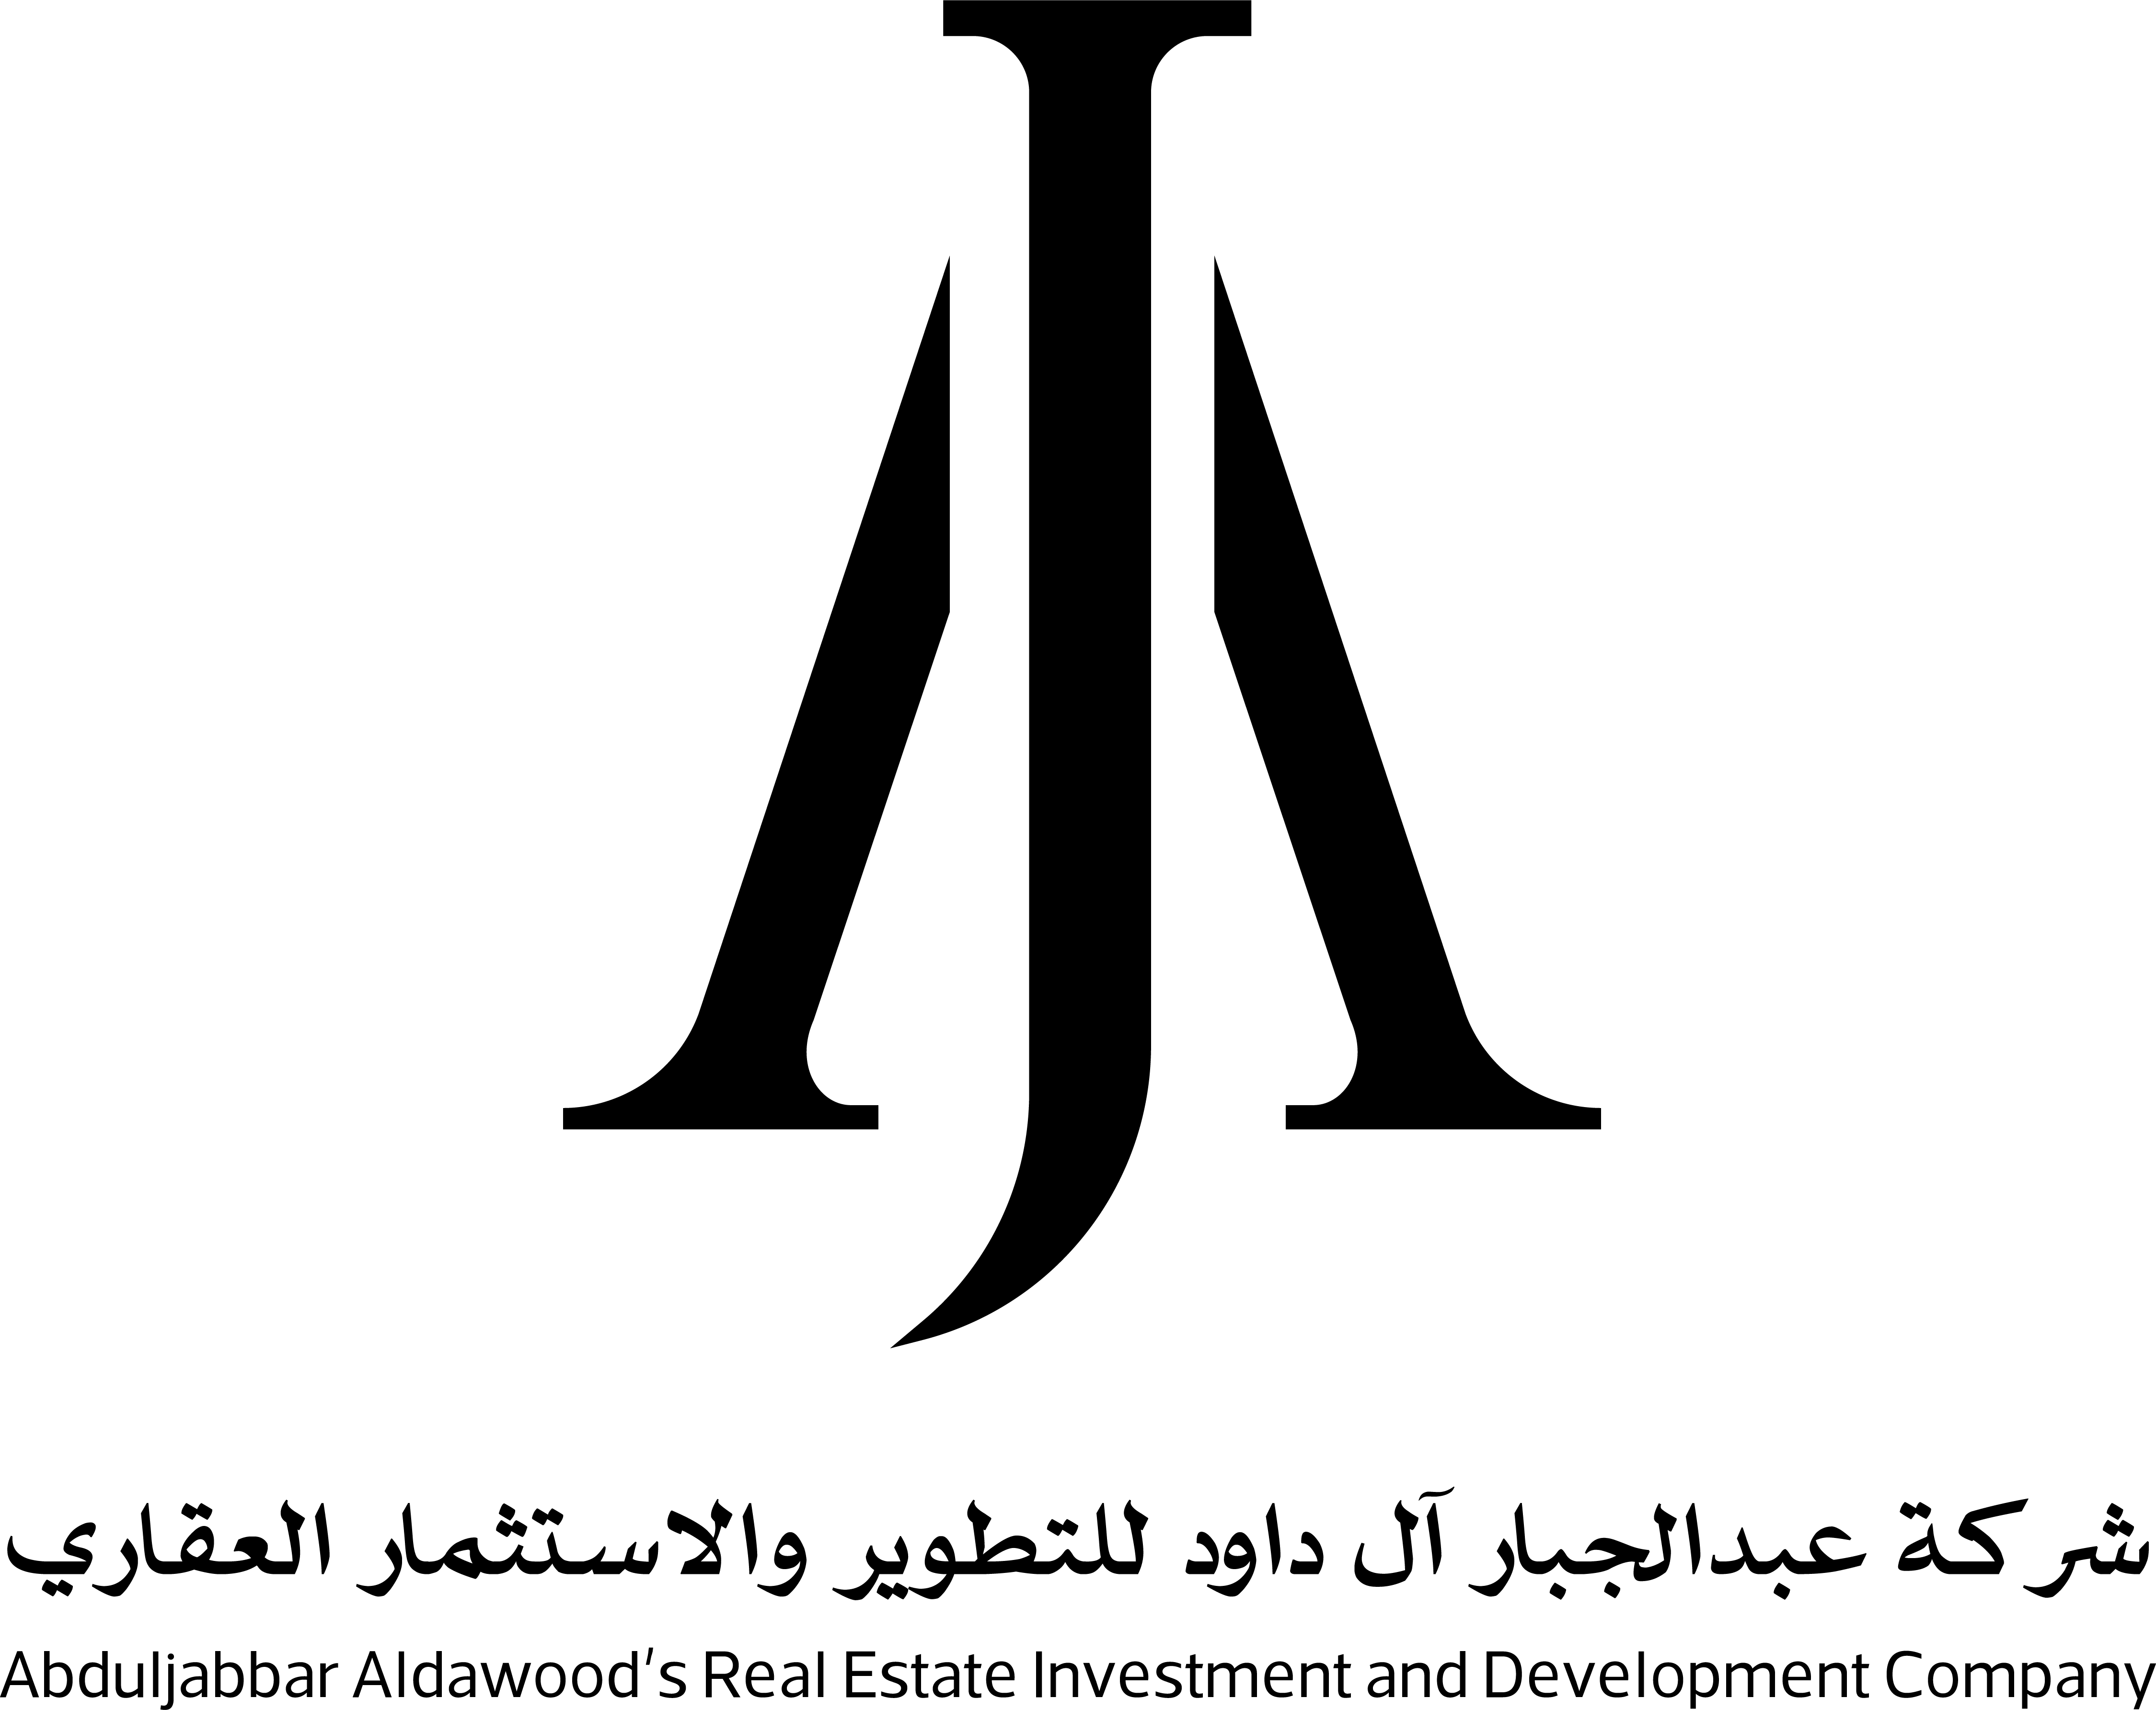 شركة عبدالجبار آل داود للتطوير والاستثمار العقاري
Abduljabbar Aldawood's Real Estate Investment and Development Company